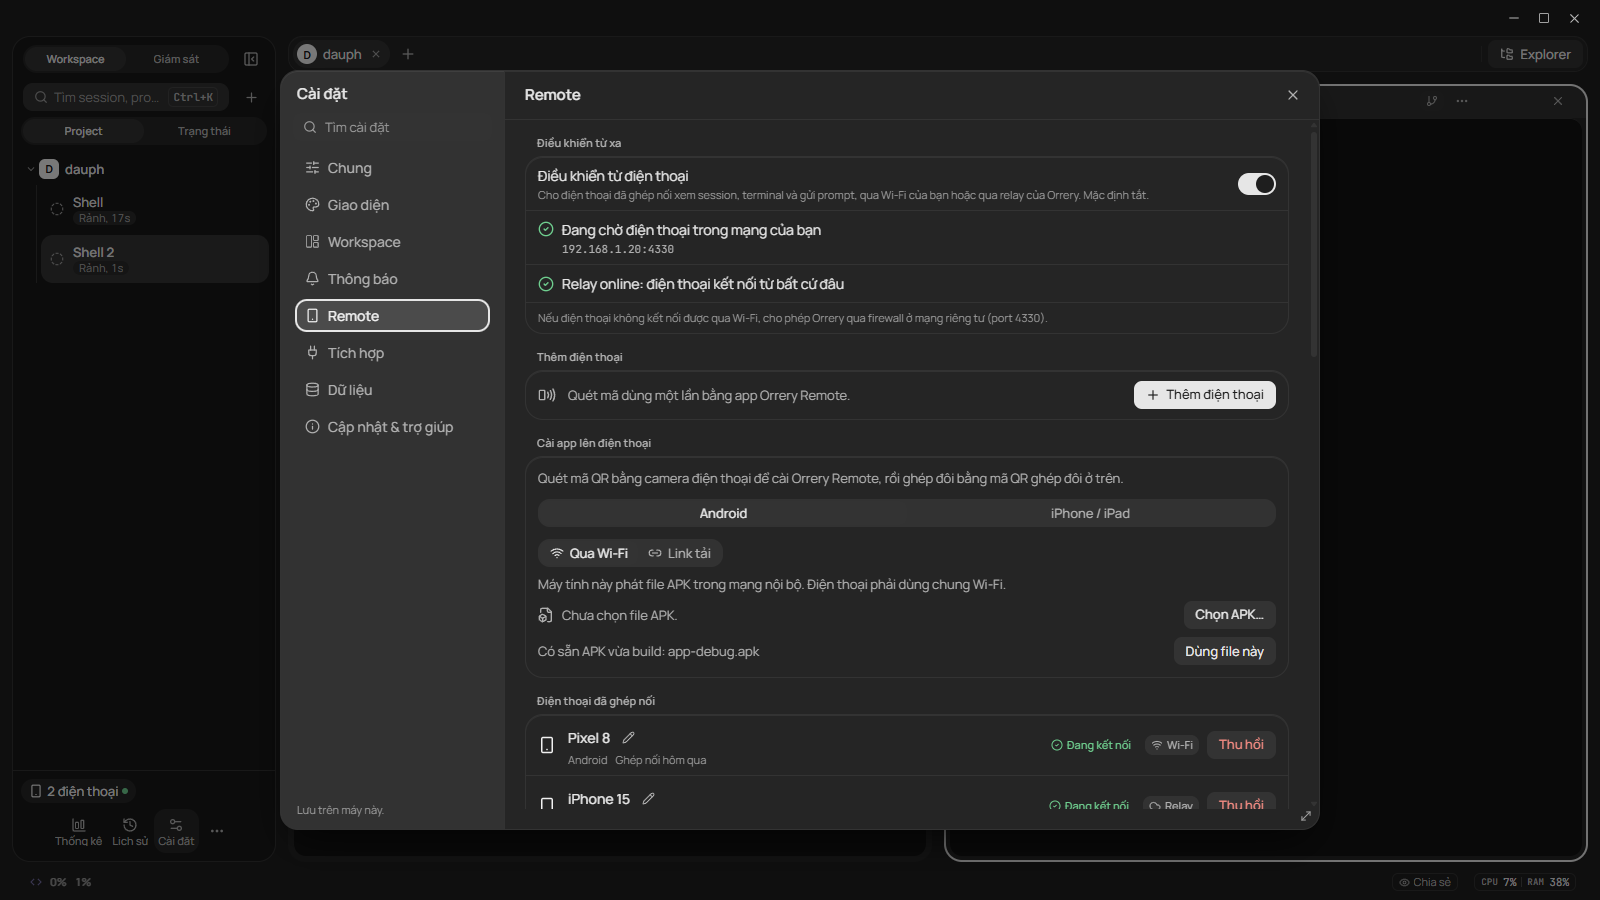 Workspace
Giám sát
Tìm session, pro...
Ctrl+K
Project
Trạng thái
D dauph
Shell
Rảnh, 17s
Shell 2
Rảnh, 1s
2 điện thoại
Thống kê
Lịch sử
Cài đặt
0% 1%
D dauph
Explorer
Cài đặt
Tìm cài đặt
Chung
Giao diện
Workspace
Thông báo
Remote
Tích hợp
Dữ liệu
Cập nhật & trợ giúp
Lưu trên máy này.
Remote
Điều khiển từ xa
Điều khiển từ điện thoại
Cho điện thoại đã ghép nối xem session, terminal và gửi prompt, qua Wi-Fi của bạn hoặc qua relay của Orrery. Mặc định tắt.
Đang chờ điện thoại trong mạng của bạn
192.168.1.20:4330
Relay online: điện thoại kết nối từ bất cứ đâu
Nếu điện thoại không kết nối được qua Wi-Fi, cho phép Orrery qua firewall ở mạng riêng tư (port 4330).
Thêm điện thoại
Quét mã dùng một lần bằng app Orrery Remote.
Thêm điện thoại
Cài app lên điện thoại
Quét mã QR bằng camera điện thoại để cài Orrery Remote, rồi ghép đôi bằng mã QR ghép đôi ở trên.
Android
iPhone / iPad
Qua Wi-Fi
Link tải
Máy tính này phát file APK trong mạng nội bộ. Điện thoại phải dùng chung Wi-Fi.
Chưa chọn file APK.
Chọn APK...
Có sẵn APK vừa build: app-debug.apk
Dùng file này
Điện thoại đã ghép nối
Pixel 8
Android Ghép nối hôm qua
Đang kết nối
Wi-Fi
Thu hồi
iPhone 15
Đang kết nối
Relay
Thu hồi
Chia sẻ
CPU 7% RAM 38%